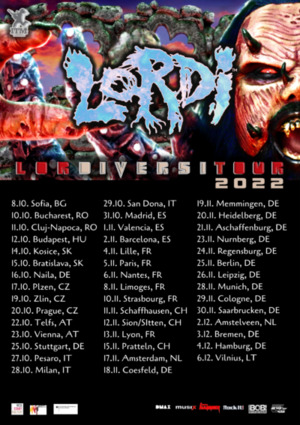 ITM
LORDI
LORDIVERSITOUR
2022
8.10. Sofia, BG
10.10. Bucharest, RO
11.10. Cluj-Napoca, RO
12.10. Budapest, HU
14.10. Kosice, SK
15.10. Bratislava, SK
16.10. Naila, DE
17.10. Plzen, CZ
19.10. Zlin, CZ
20.10. Prague, CZ
22.10. Telfs, AT
23.10. Vienna, AT
25.10. Stuttgart, DE
27.10. Pesaro, IT
28.10. Milan, IT
29.10. San Dona, IT
31.10. Madrid, ES
1.11. Valencia, ES
2.11. Barcelona, ES
4.11. Lille, FR
5.11. Paris, FR
6.11. Nantes, FR
8.11. Limoges, FR
10.11. Strasbourg, FR
11.11. Schaffhausen, CH
12.11. Sion/SItten, CH
13.11. Lyon, FR
15.11. Pratteln, CH
17.11. Amsterdam, NL
18.11. Coesfeld, DE
19.11. Memmingen, DE
20.11. Heidelberg, DE
21.11. Aschaffenburg, DE
23.11. Nurnberg, DE
24.11. Regensburg, DE
25.11. Berlin, DE
26.11. Leipzig, DE
28.11. Munich, DE
29.11. Cologne, DE
30.11. Saarbrucken, DE
2.12. Amstelveen, NL
3.12. Bremen, DE
4.12. Hamburg, DE
6.12. Vilnius, LT
DMAX
Rock It!
BOB!